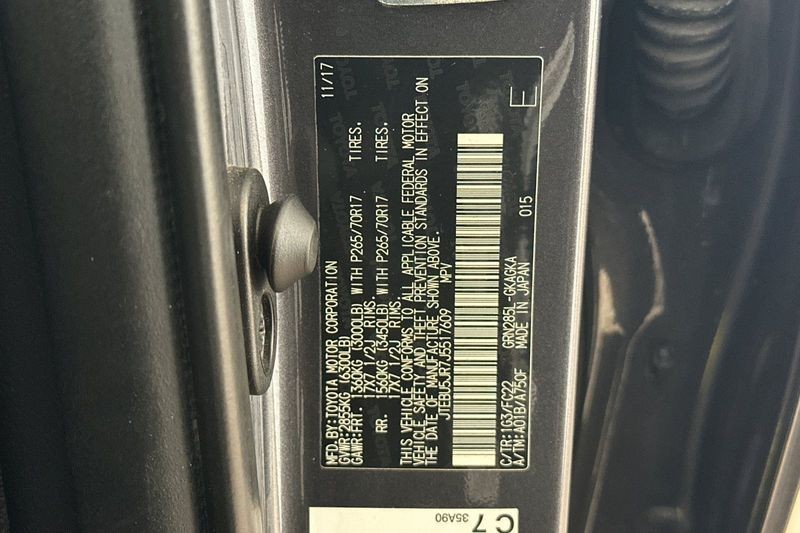 MFD.BY:TOYOTA MOTOR CORPORATION 11/17
GVWR:2855KG (6300LB)
GAWR:FRT. 1360KG (3000LB) WITH P265/70R17 TIRES.
17X7 1/2J RIMS.
RR. 1560KG (3450LB) WITH P265/70R17 TIRES.
17X7 1/2J RIMS.
THIS VEHICLE CONFORMS TO ALL APPLICABLE FEDERAL MOTOR
VEHICLE SAFETY AND THEFT PREVENTION STANDARDS IN EFFECT ON
THE DATE OF MANUFACTURE SHOWN ABOVE.
JTEBU5JR7J5517609 MPV
C/TR:1G3/FC22 GRN285L-GKAGKA 015
A/TR:A01B/A750F MADE IN JAPAN E
C 7
35A90